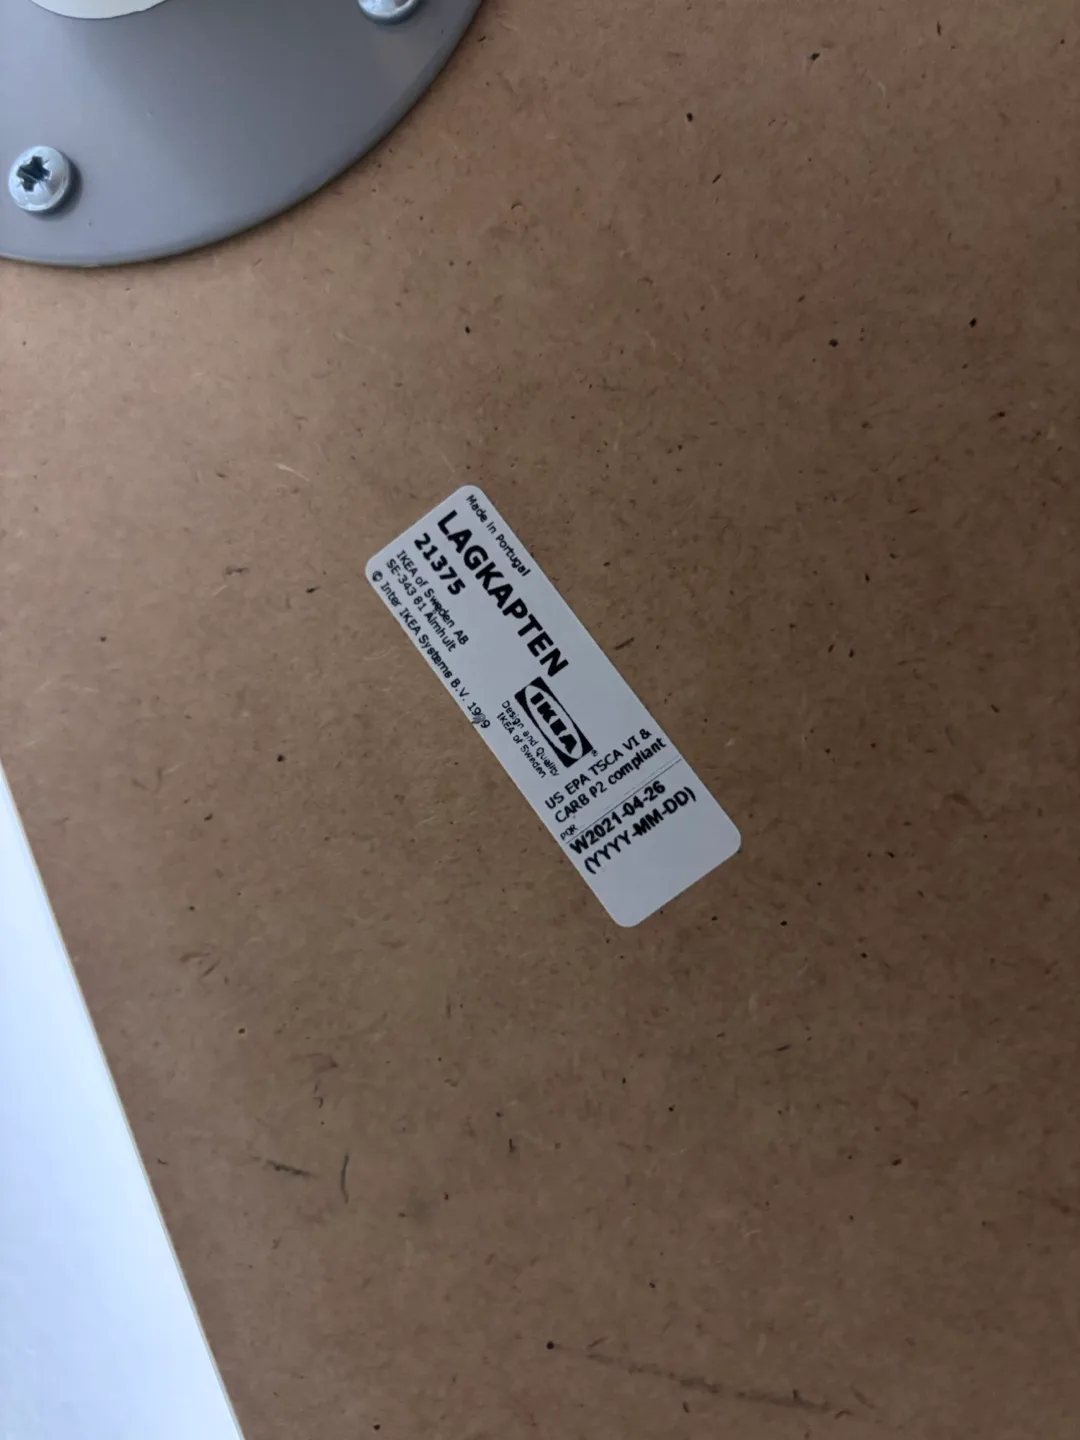 Made in Portugal
LAGKAPTEN
21375
IKEA of Sweden AB
SE-343 81 Älmhult
© Inter IKEA Systems B.V. 1999
IKEA®
Design and Quality
IKEA of Sweden
US EPA TSCA VI &
CARB P2 compliant
PQR
W2021-04-26
(YYYY-MM-DD)